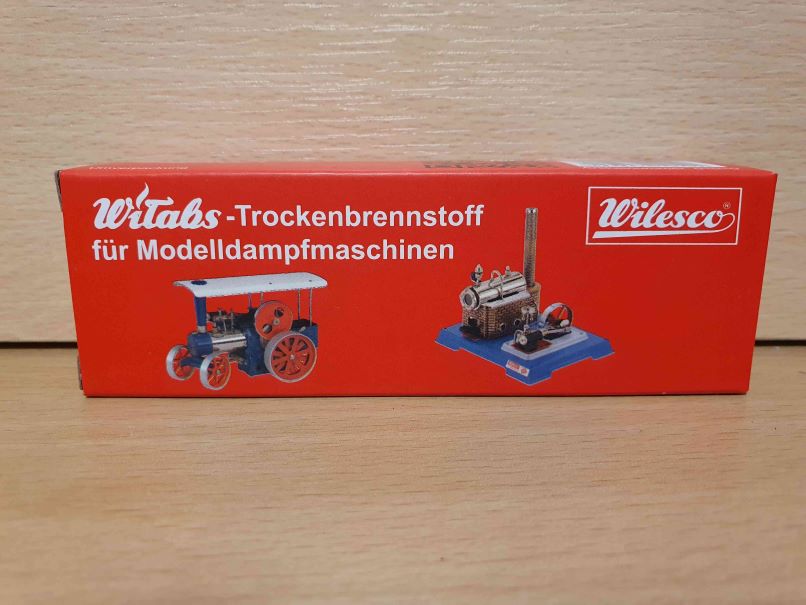 WiTabs-Trockenbrennstoff
für Modelldampfmaschinen
Wilesco®